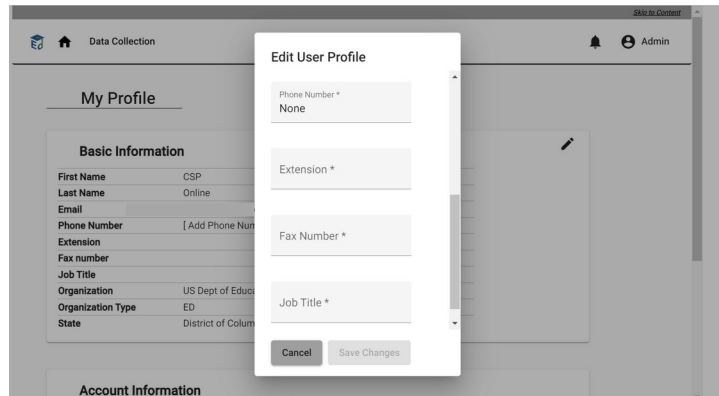 Skip to Content
ED
Data Collection
Admin
My Profile
Basic Information
First Name CSP
Last Name Online
Email
Phone Number [ Add Phone Num
Extension
Fax number
Job Title
Organization US Dept of Educa
Organization Type ED
State District of Colum
Account Information
Edit User Profile
Phone Number *
None
Extension *
Fax Number *
Job Title *
Cancel Save Changes